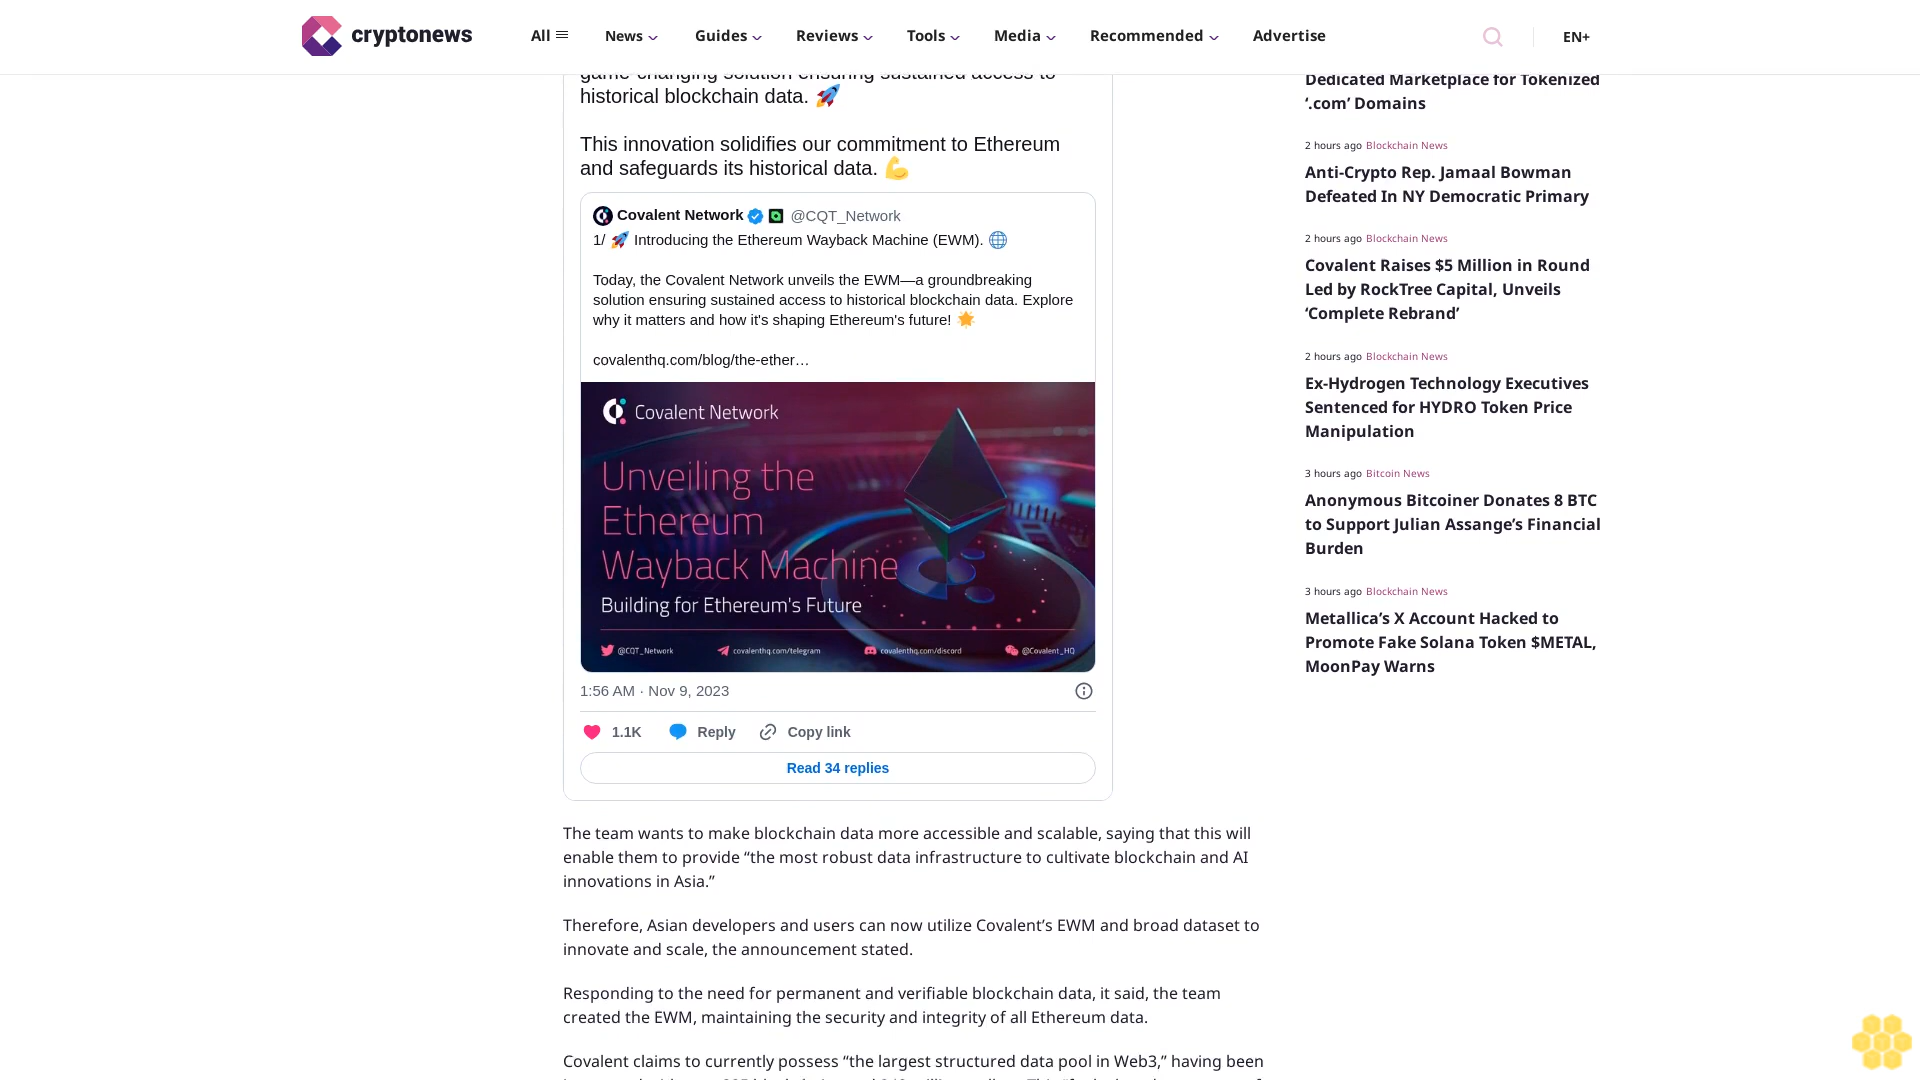 cryptonews
All
News
Guides
Reviews
Tools
Media
Recommended
Advertise
EN+
game-changing solution ensuring sustained access to
historical blockchain data. 🚀
This innovation solidifies our commitment to Ethereum
and safeguards its historical data. 💪
Covalent Network @CQT_Network
1/ 🚀 Introducing the Ethereum Wayback Machine (EWM). 🌐
Today, the Covalent Network unveils the EWM—a groundbreaking
solution ensuring sustained access to historical blockchain data. Explore
why it matters and how it's shaping Ethereum's future! 🌟
covalenthq.com/blog/the-ether…
Covalent Network
Unveiling the
Ethereum
Wayback Machine
Building for Ethereum's Future
@CQT_Network
covalenthq.com/telegram
covalenthq.com/discord
@Covalent_HQ
1:56 AM · Nov 9, 2023
1.1K Reply Copy link
Read 34 replies
The team wants to make blockchain data more accessible and scalable, saying that this will
enable them to provide “the most robust data infrastructure to cultivate blockchain and AI
innovations in Asia.”
Therefore, Asian developers and users can now utilize Covalent’s EWM and broad dataset to
innovate and scale, the announcement stated.
Responding to the need for permanent and verifiable blockchain data, it said, the team
created the EWM, maintaining the security and integrity of all Ethereum data.
Covalent claims to currently possess “the largest structured data pool in Web3,” having been
Dedicated Marketplace for Tokenized
‘.com’ Domains
2 hours ago Blockchain News
Anti-Crypto Rep. Jamaal Bowman
Defeated In NY Democratic Primary
2 hours ago Blockchain News
Covalent Raises $5 Million in Round
Led by RockTree Capital, Unveils
‘Complete Rebrand’
2 hours ago Blockchain News
Ex-Hydrogen Technology Executives
Sentenced for HYDRO Token Price
Manipulation
3 hours ago Bitcoin News
Anonymous Bitcoiner Donates 8 BTC
to Support Julian Assange’s Financial
Burden
3 hours ago Blockchain News
Metallica’s X Account Hacked to
Promote Fake Solana Token $METAL,
MoonPay Warns